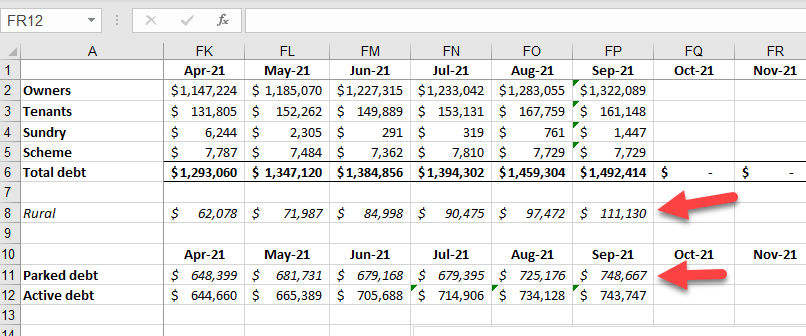 FR12 fx
A FK FL FM FN FO FP FQ FR
1 Apr-21 May-21 Jun-21 Jul-21 Aug-21 Sep-21 Oct-21 Nov-21
2 Owners $1,147,224 $1,185,070 $1,227,315 $1,233,042 $1,283,055 $1,322,089
3 Tenants $ 131,805 $ 152,262 $ 149,889 $ 153,131 $ 167,759 $ 161,148
4 Sundry $ 6,244 $ 2,305 $ 291 $ 319 $ 761 $ 1,447
5 Scheme $ 7,787 $ 7,484 $ 7,362 $ 7,810 $ 7,729 $ 7,729
6 Total debt $1,293,060 $1,347,120 $1,384,856 $1,394,302 $1,459,304 $1,492,414 $ - $ -
7
8 Rural $ 62,078 $ 71,987 $ 84,998 $ 90,475 $ 97,472 $ 111,130
9
10 Apr-21 May-21 Jun-21 Jul-21 Aug-21 Sep-21 Oct-21 Nov-21
11 Parked debt $ 648,399 $ 681,731 $ 679,168 $ 679,395 $ 725,176 $ 748,667
12 Active debt $ 644,660 $ 665,389 $ 705,688 $ 714,906 $ 734,128 $ 743,747
13
14